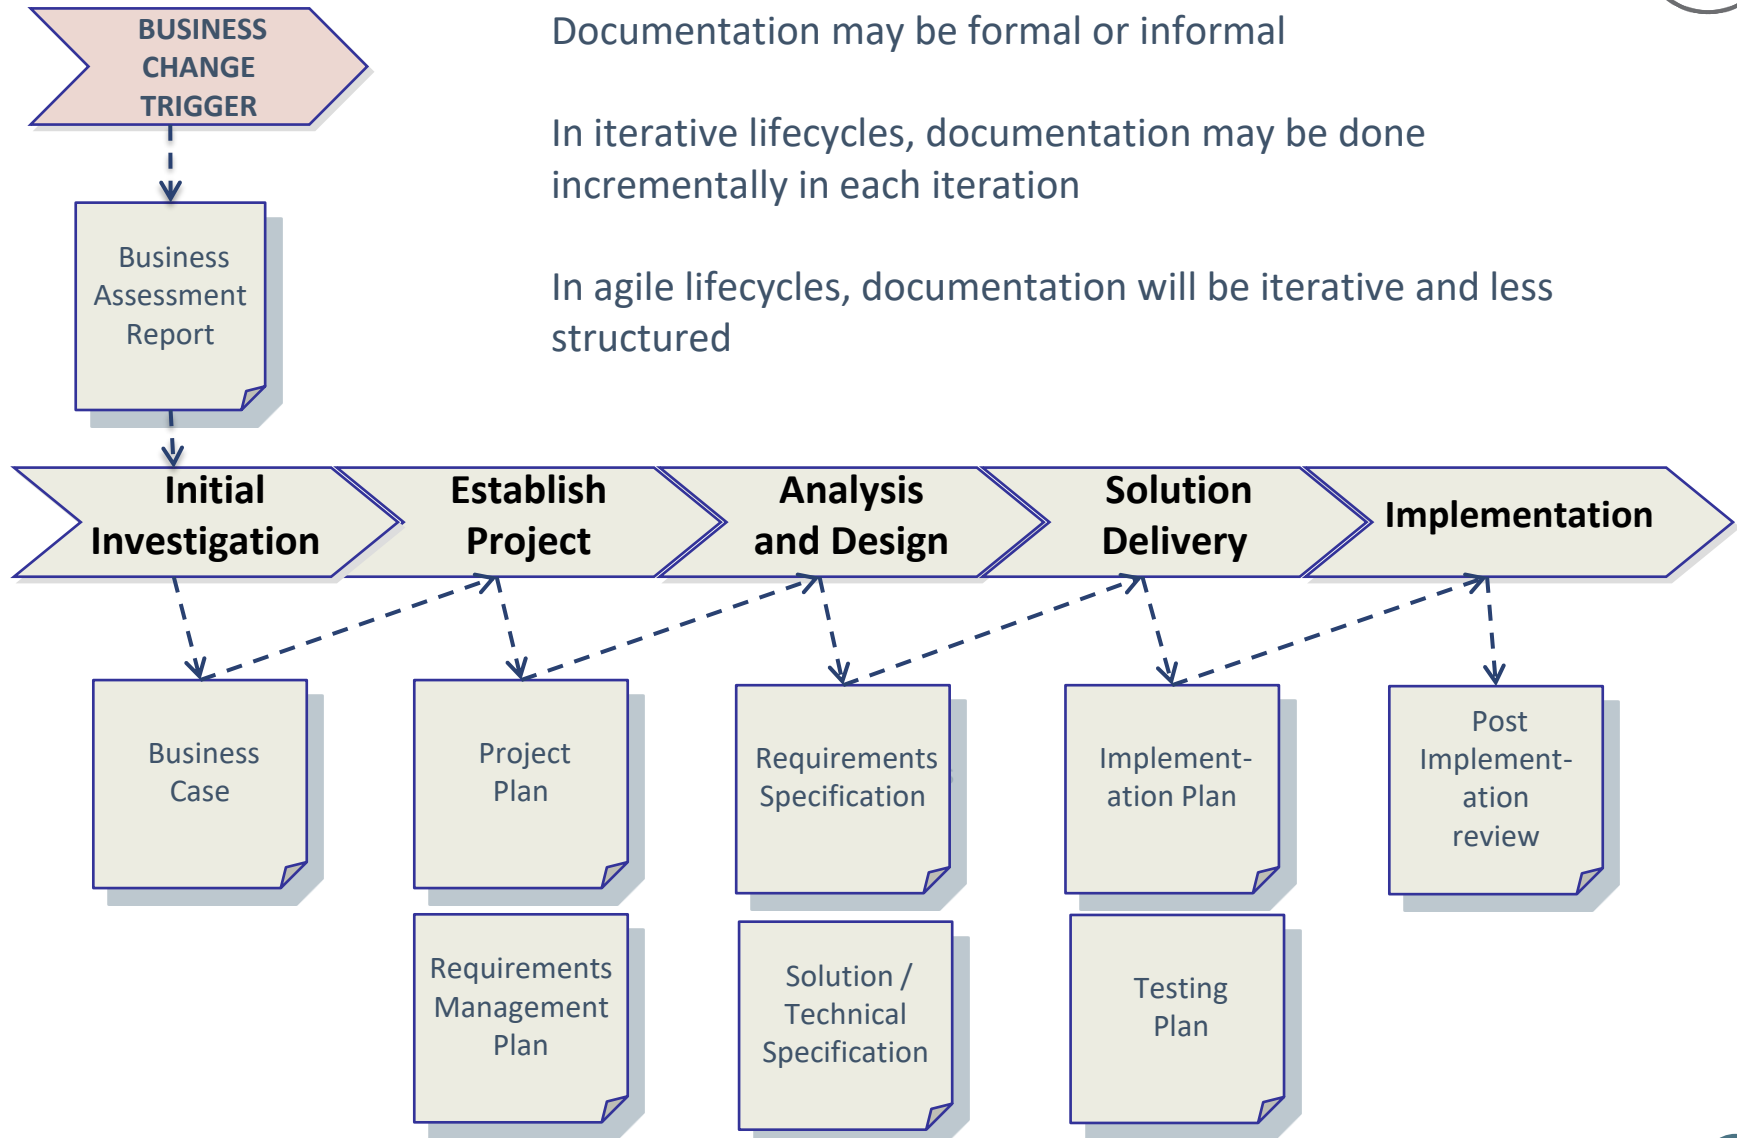 BUSINESS
CHANGE
TRIGGER
Documentation may be formal or informal
In iterative lifecycles, documentation may be done
incrementally in each iteration
In agile lifecycles, documentation will be iterative and less
structured
Business
Assessment
Report
Initial
Investigation
Establish
Project
Analysis
and Design
Solution
Delivery
Implementation
Business
Case
Project
Plan
Requirements
Specification
Implement-
ation Plan
Post
Implement-
ation
review
Requirements
Management
Plan
Solution /
Technical
Specification
Testing
Plan